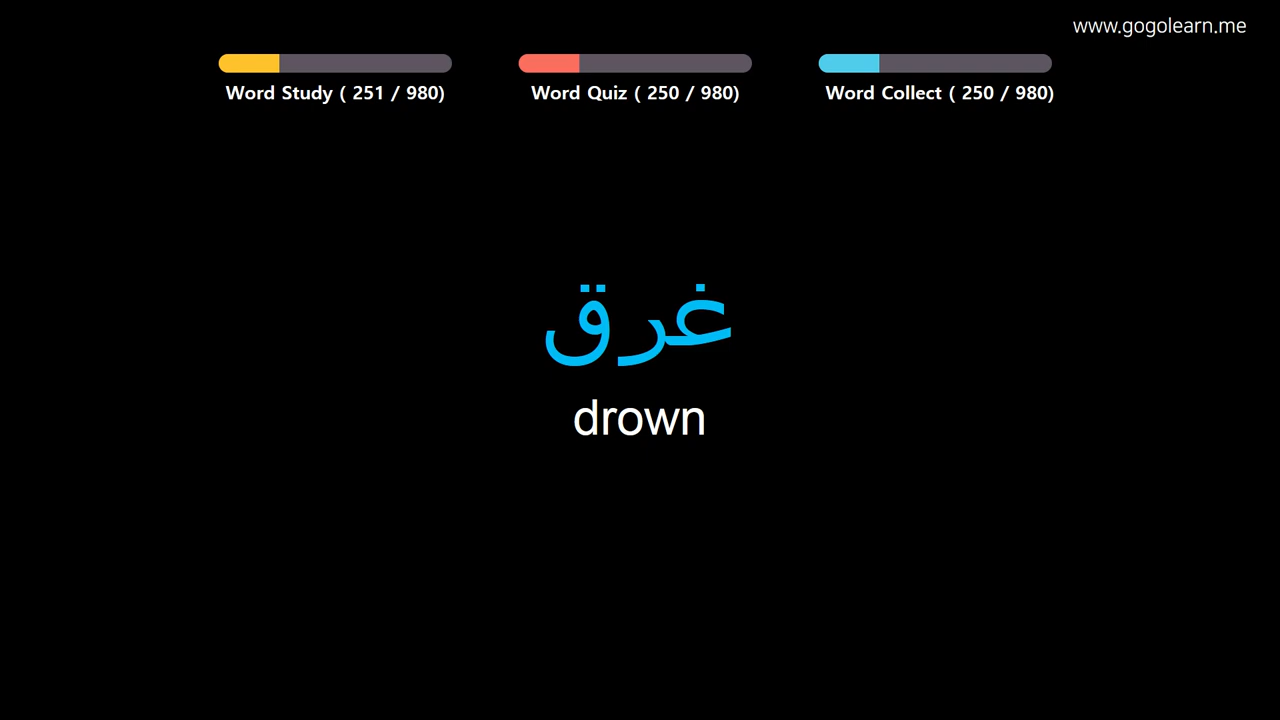 www.gogolearn.me
Word Study ( 251 / 980)
Word Quiz ( 250 / 980)
Word Collect ( 250 / 980)
غرق
drown